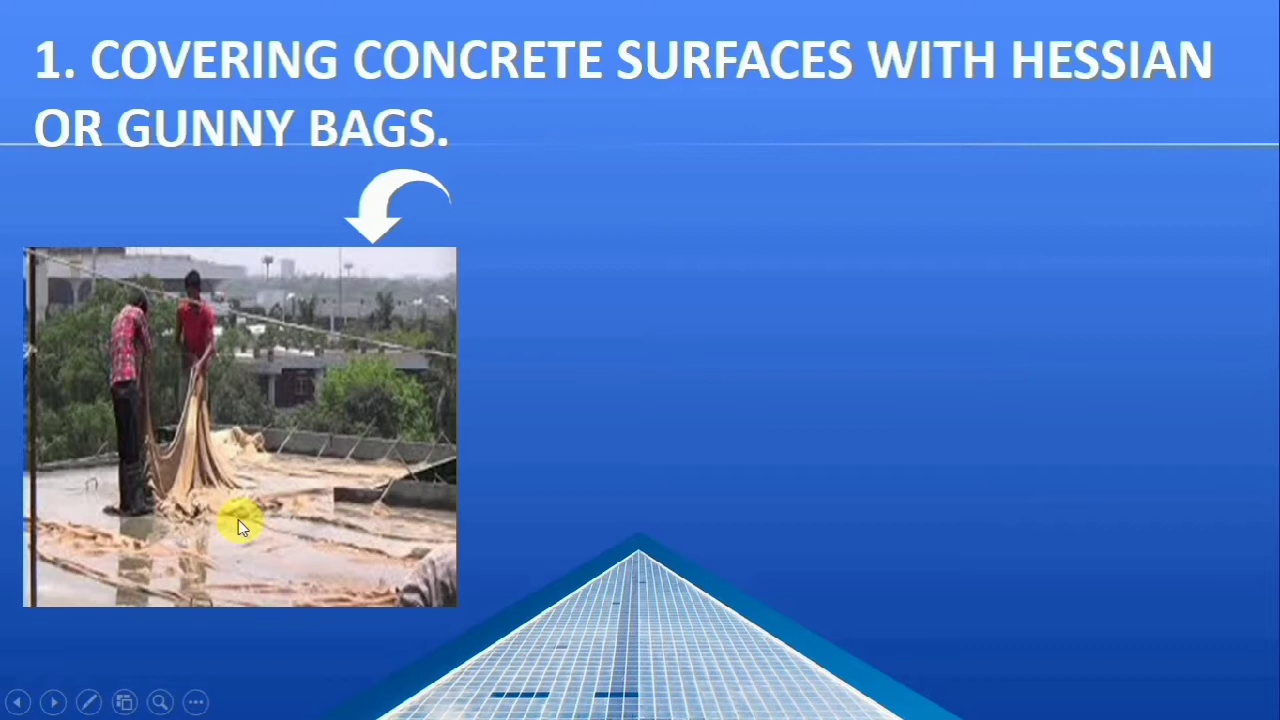 1. COVERING CONCRETE SURFACES WITH HESSIAN
OR GUNNY BAGS.